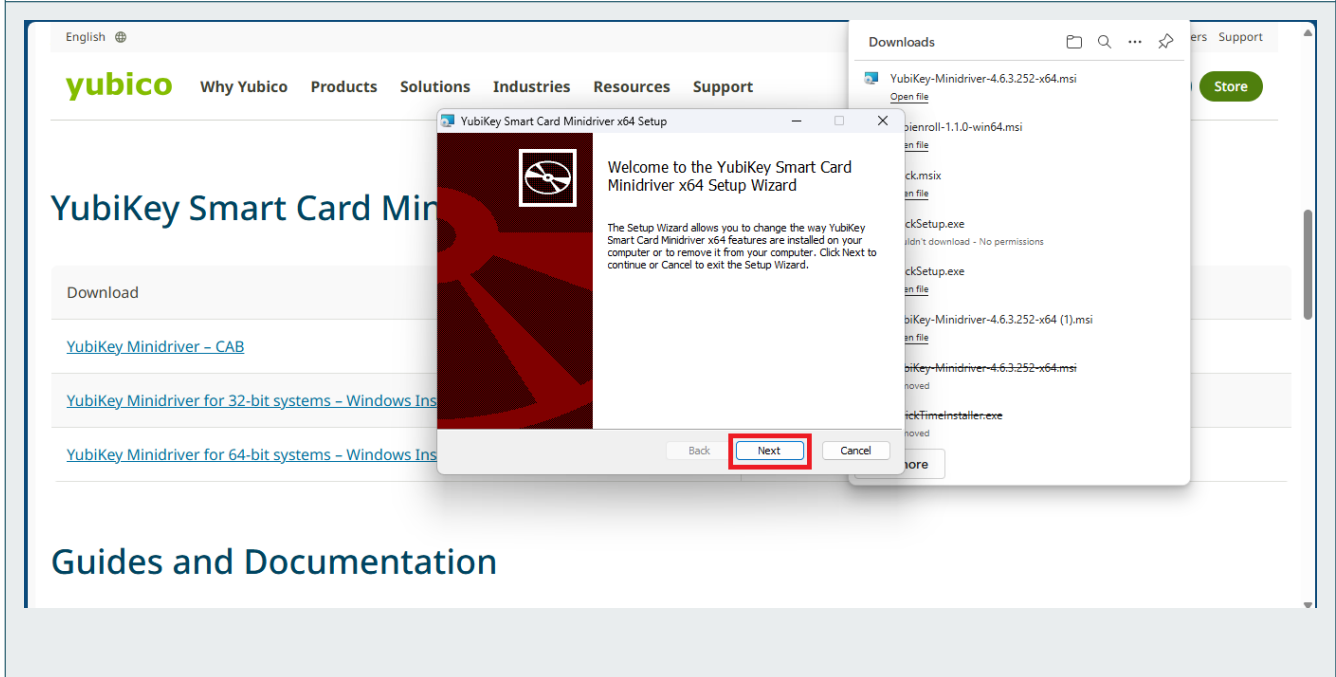 English
ers Support
yubico Why Yubico Products Solutions Industries Resources Support
Store
YubiKey Smart Card Min
Download
YubiKey Minidriver – CAB
YubiKey Minidriver for 32-bit systems – Windows Ins
YubiKey Minidriver for 64-bit systems – Windows Ins
Guides and Documentation
YubiKey Smart Card Minidriver x64 Setup
Welcome to the YubiKey Smart Card
Minidriver x64 Setup Wizard
The Setup Wizard allows you to change the way YubiKey
Smart Card Minidriver x64 features are installed on your
computer or to remove it from your computer. Click Next to
continue or Cancel to exit the Setup Wizard.
Back Next Cancel
Downloads
YubiKey-Minidriver-4.6.3.252-x64.msi
Open file
ienroll-1.1.0-win64.msi
en file
ck.msix
en file
ckSetup.exe
ldn't download - No permissions
ckSetup.exe
en file
biKey-Minidriver-4.6.3.252-x64 (1).msi
en file
biKey-Minidriver-4.6.3.252-x64.msi
moved
ickTimeInstaller.exe
moved
ore